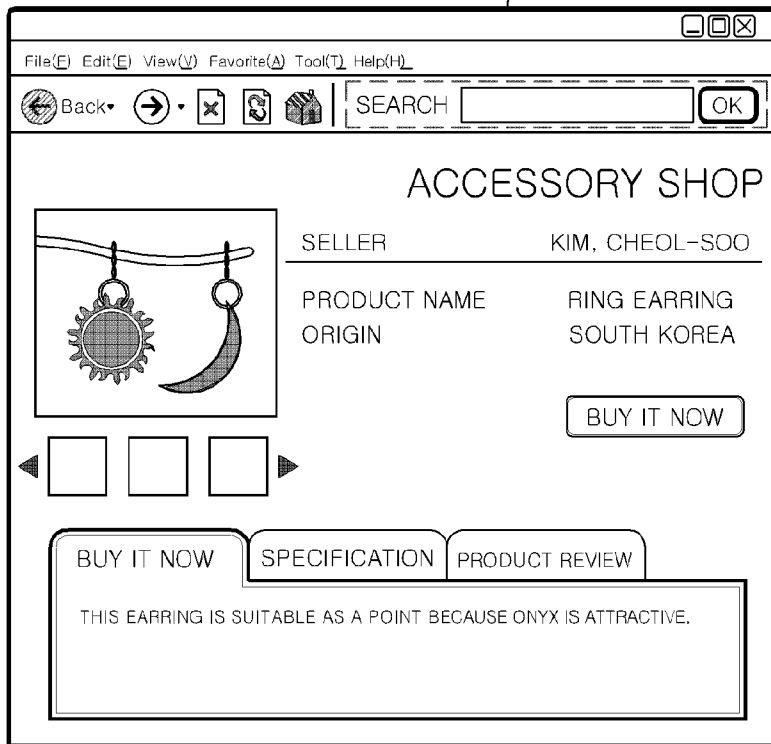 File(F) Edit(E) View(V) Favorite(A) Tool(T) Help(H)
Back
SEARCH
OK
ACCESSORY SHOP
SELLER KIM, CHEOL-SOO
PRODUCT NAME RING EARRING
ORIGIN SOUTH KOREA
BUY IT NOW
BUY IT NOW SPECIFICATION PRODUCT REVIEW
THIS EARRING IS SUITABLE AS A POINT BECAUSE ONYX IS ATTRACTIVE.